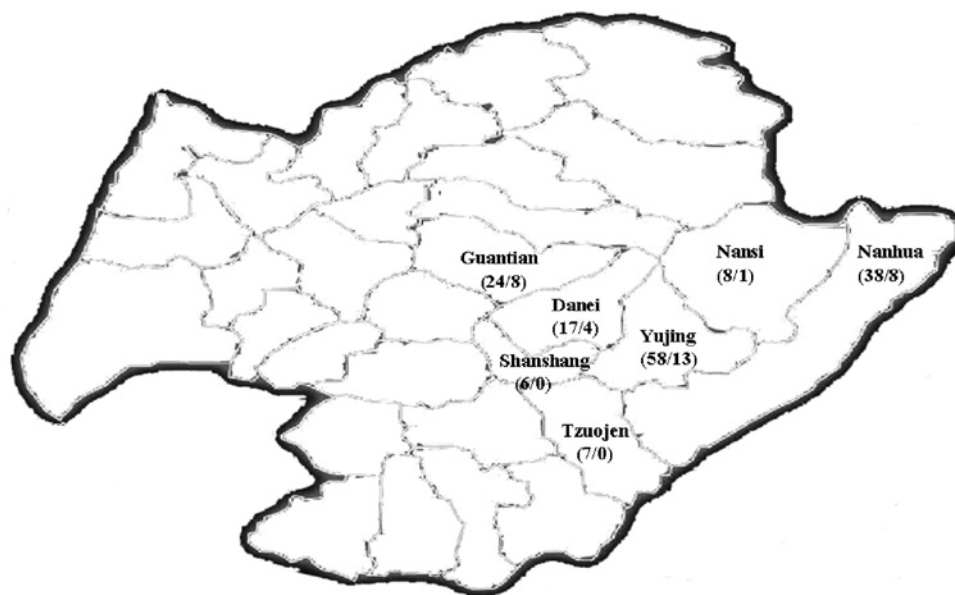 Guantian
(24/8)
Nansi
(8/1)
Nanhua
(38/8)
Danei
(17/4)
Yujing
(58/13)
Shanshang
(6/0)
Tzuojen
(7/0)